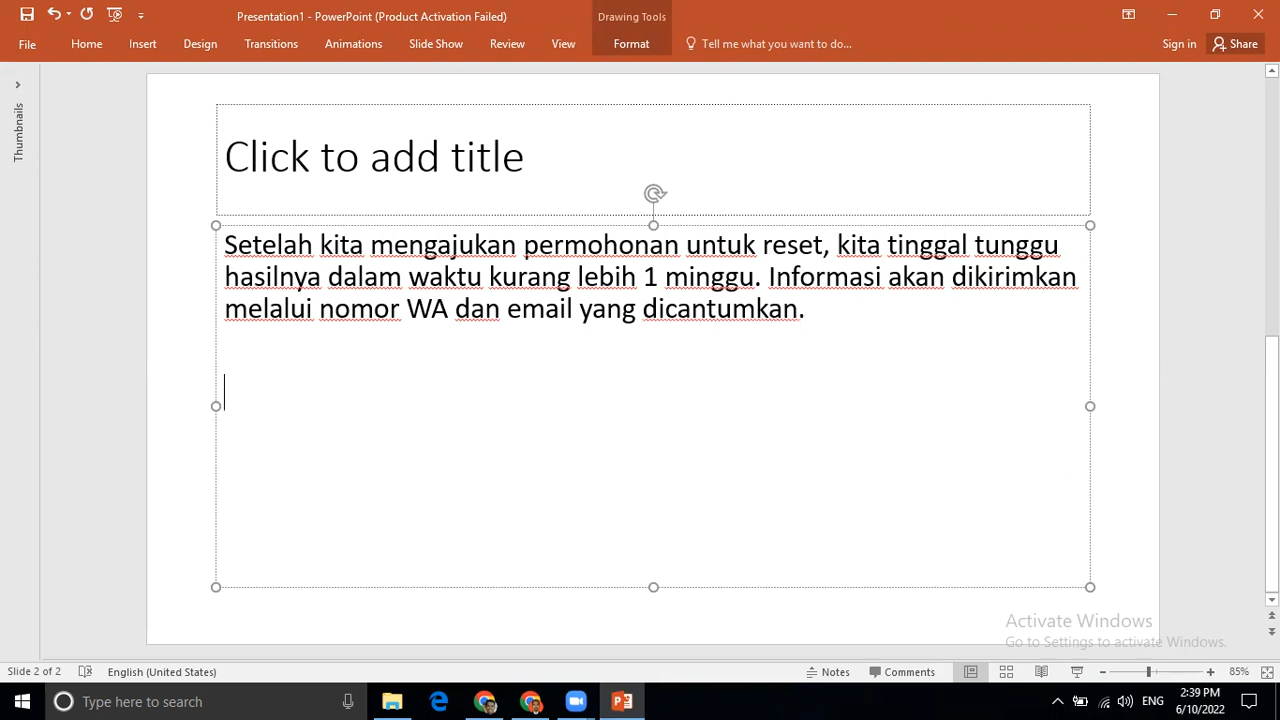 Presentation1 - PowerPoint (Product Activation Failed)
Drawing Tools
File
Home
Insert
Design
Transitions
Animations
Slide Show
Review
View
Format
Tell me what you want to do...
Sign in
Share
Thumbnails
Click to add title
Setelah kita mengajukan permohonan untuk reset, kita tinggal tunggu
hasilnya dalam waktu kurang lebih 1 minggu. Informasi akan dikirimkan
melalui nomor WA dan email yang dicantumkan.
Activate Windows
Go to Settings to activate Windows.
Slide 2 of 2
English (United States)
Notes
Comments
85%
Type here to search
ENG
2:39 PM
6/10/2022